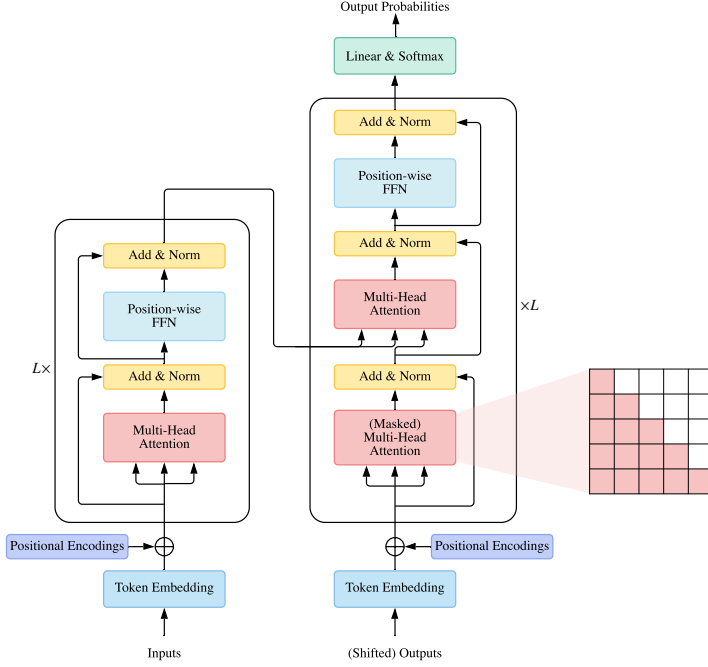 Output Probabilities
Linear & Softmax
Add & Norm
Position-wise
FFN
Add & Norm
Multi-Head
Attention
Add & Norm
(Masked)
Multi-Head
Attention
×L
Positional Encodings
Token Embedding
(Shifted) Outputs
Add & Norm
Position-wise
FFN
L×
Add & Norm
Multi-Head
Attention
Positional Encodings
Token Embedding
Inputs